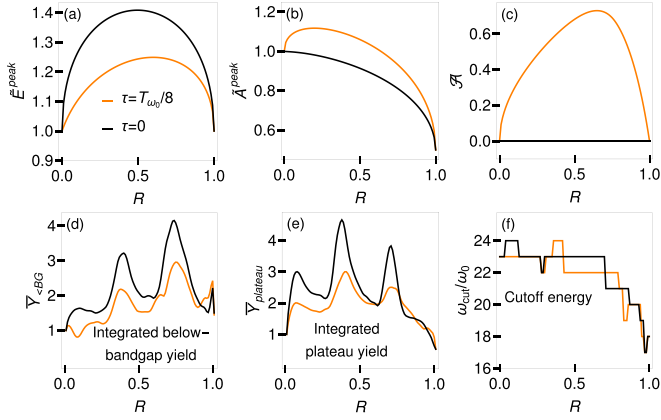 (a)
Ẽ^peak
1.4
1.3
1.2
1.1
1.0
0.9
τ=T_ω₀/8
τ=0
0.0 0.5 1.0
R
(b)
Ã^peak
1.0
0.8
0.6
0.0 0.5 1.0
R
(c)
𝒜
0.6
0.4
0.2
0.0
0.0 0.5 1.0
R
(d)
Y̅_<BG
4
3
2
1
Integrated below–
bandgap yield
0.0 0.5 1.0
R
(e)
Y̅_plateau
4
3
2
1
Integrated
plateau yield
0.0 0.5 1.0
R
(f)
ω_cut/ω₀
24
22
20
18
16
Cutoff energy
0.0 0.5 1.0
R